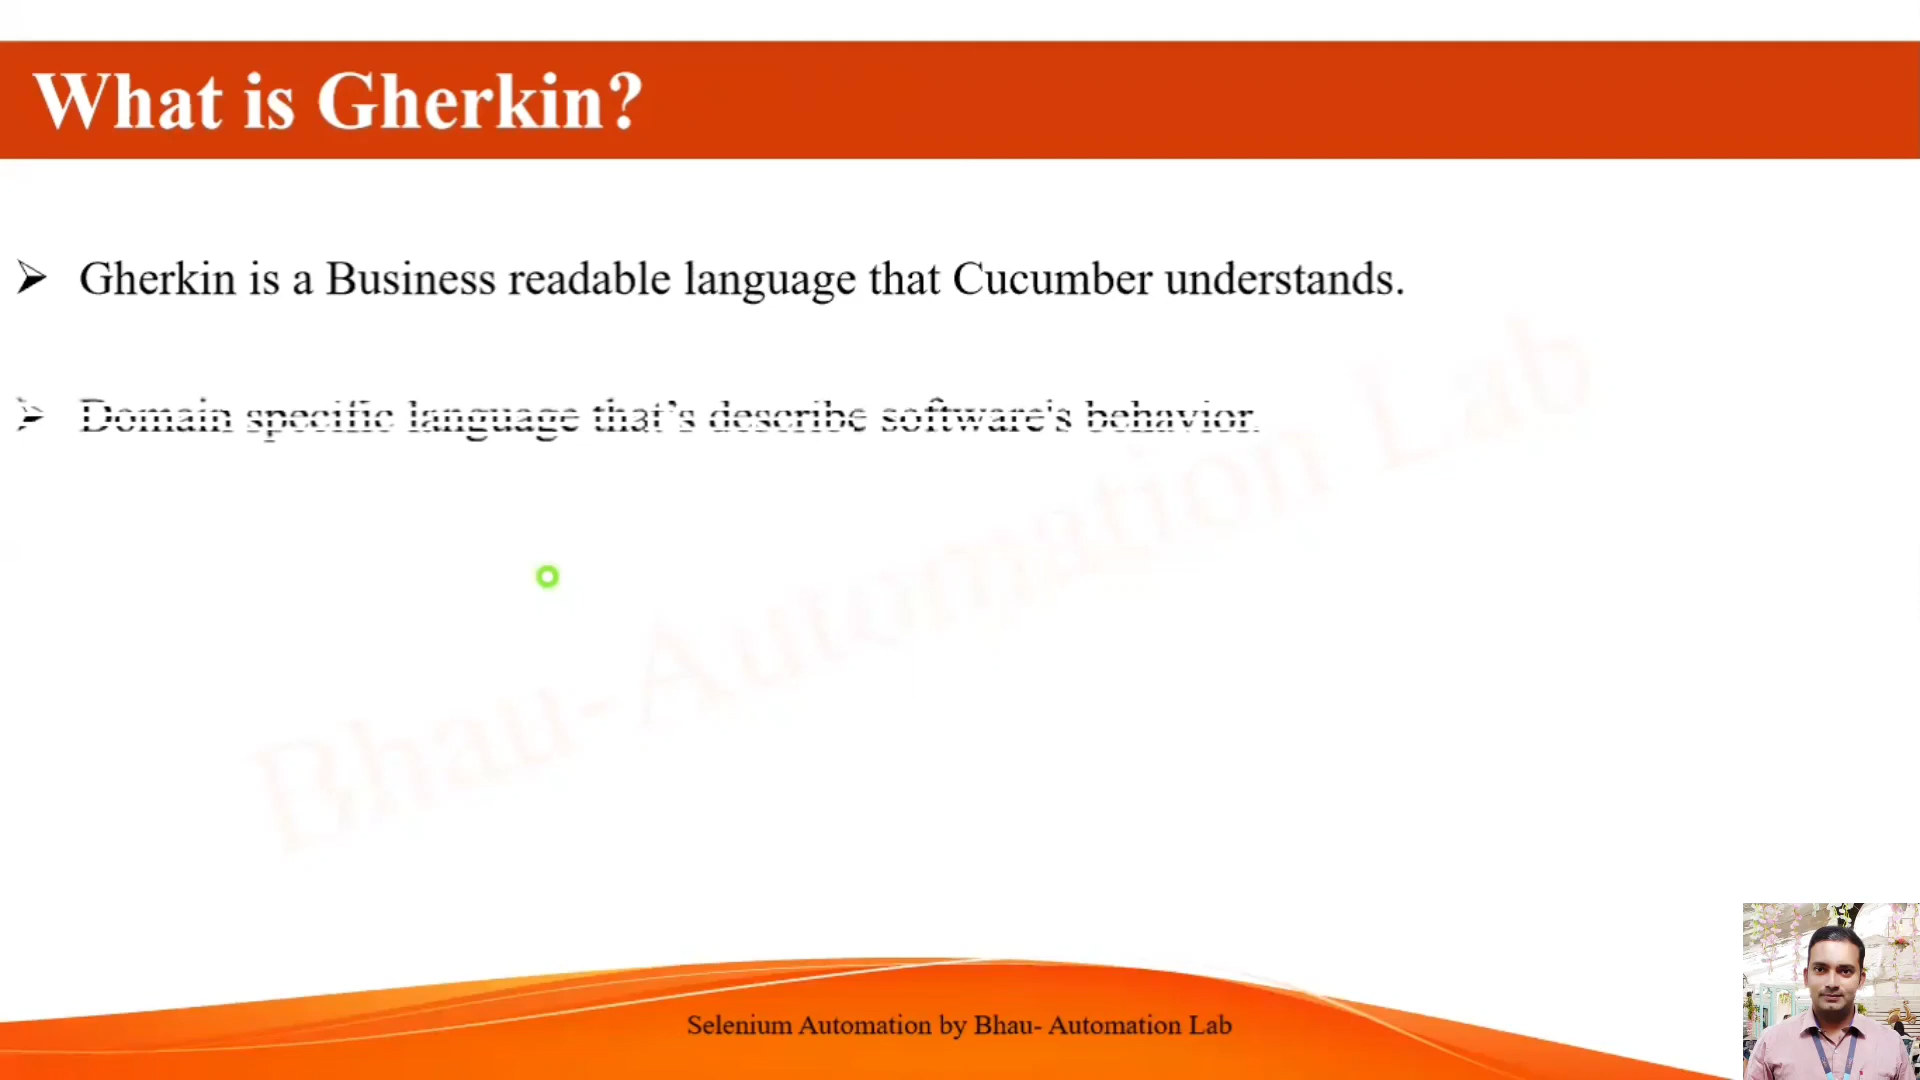 What is Gherkin?
Gherkin is a Business readable language that Cucumber understands.
Domain specific language that’s describe software's behavior.
Bhau-Automation Lab
Selenium Automation by Bhau- Automation Lab